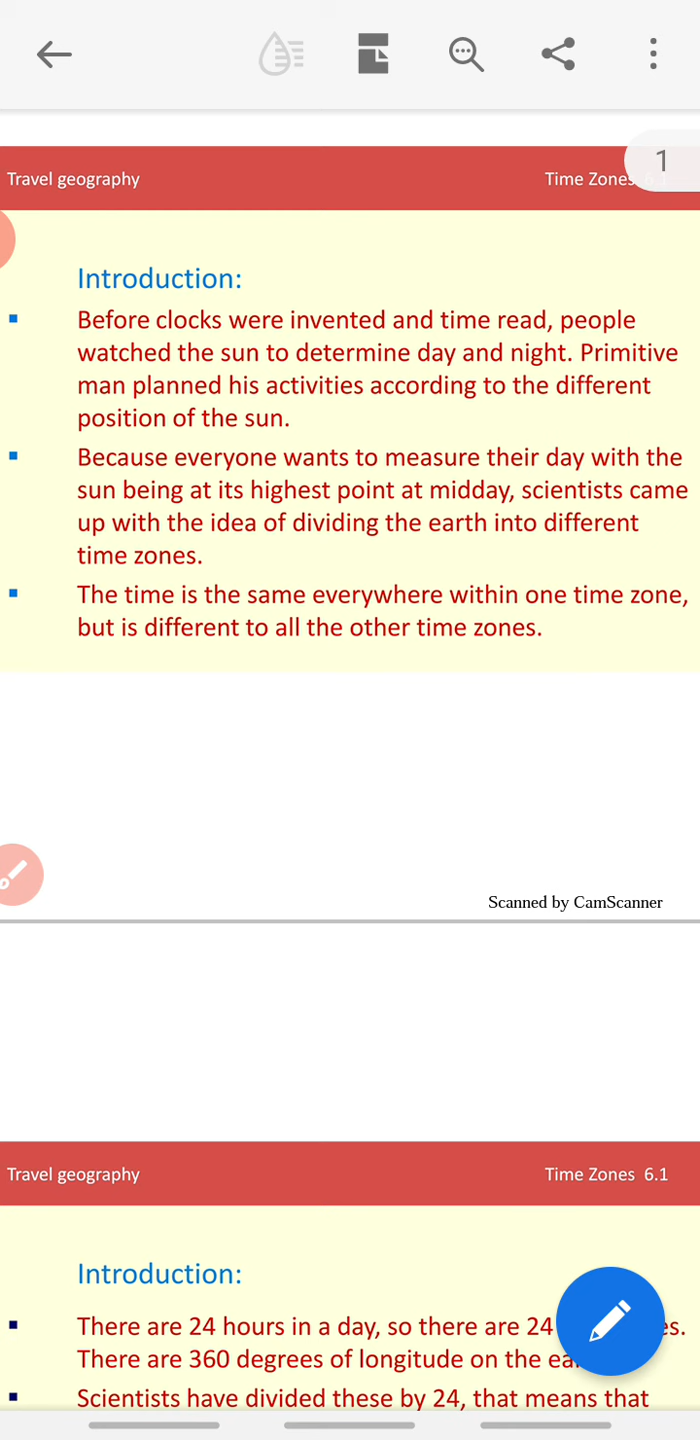 1
Travel geography
Time Zones
Introduction:
Before clocks were invented and time read, people
watched the sun to determine day and night. Primitive
man planned his activities according to the different
position of the sun.
Because everyone wants to measure their day with the
sun being at its highest point at midday, scientists came
up with the idea of dividing the earth into different
time zones.
The time is the same everywhere within one time zone,
but is different to all the other time zones.
Scanned by CamScanner
Travel geography
Time Zones 6.1
Introduction:
There are 24 hours in a day, so there are 24
There are 360 degrees of longitude on the
Scientists have divided these by 24, that means that